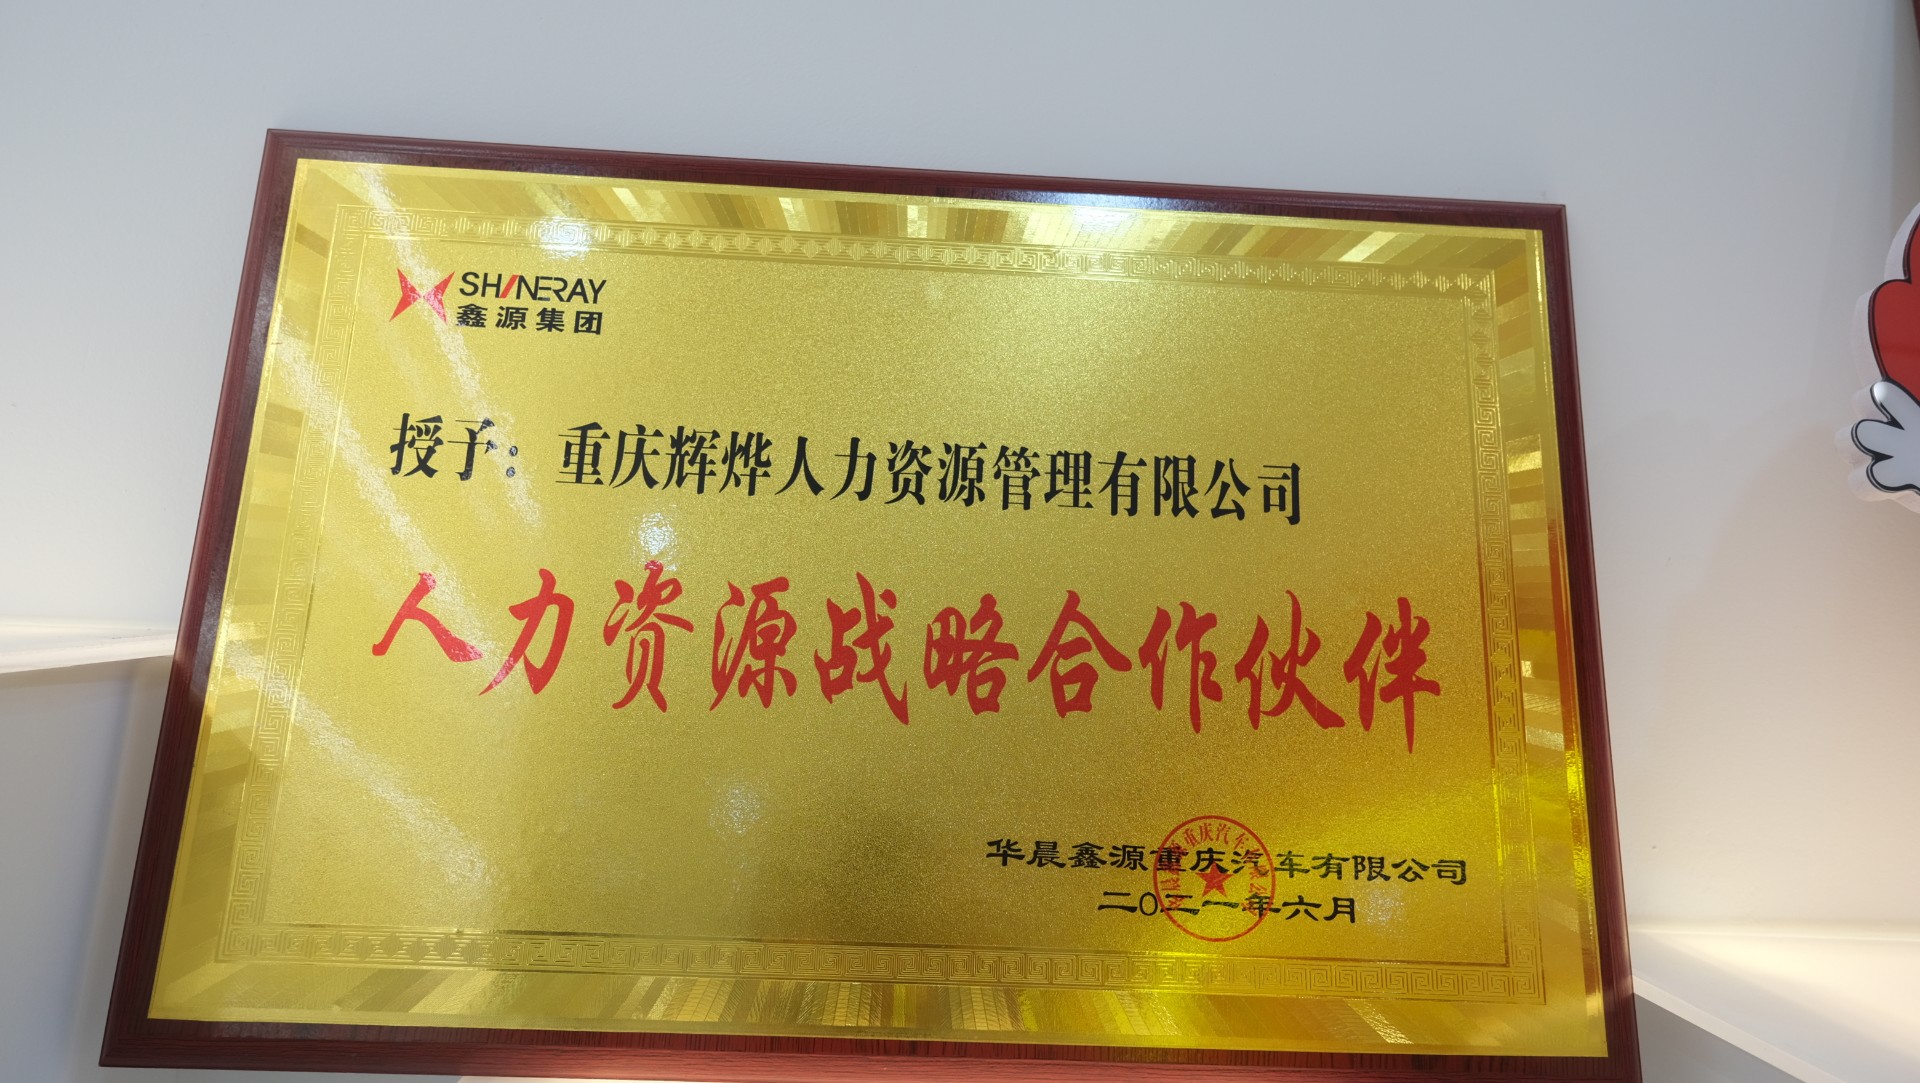 SHINERAY
鑫源集团
授予：重庆辉烨人力资源管理有限公司
人力资源战略合作伙伴
华晨鑫源重庆汽车有限公司
二〇二一年六月